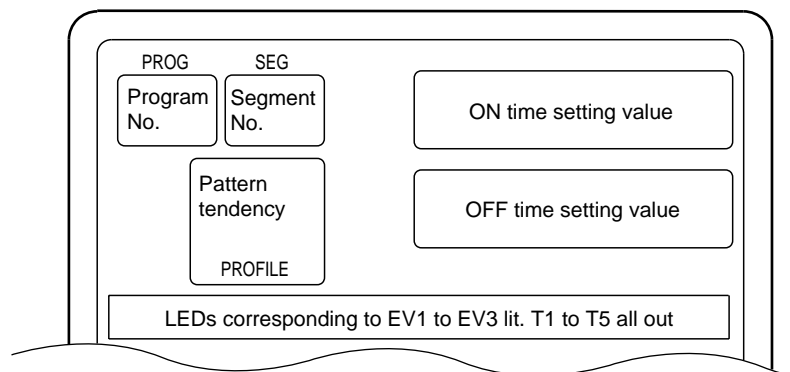 PROG SEG
Program
No.
Segment
No.
ON time setting value
Pattern
tendency
PROFILE
OFF time setting value
LEDs corresponding to EV1 to EV3 lit. T1 to T5 all out